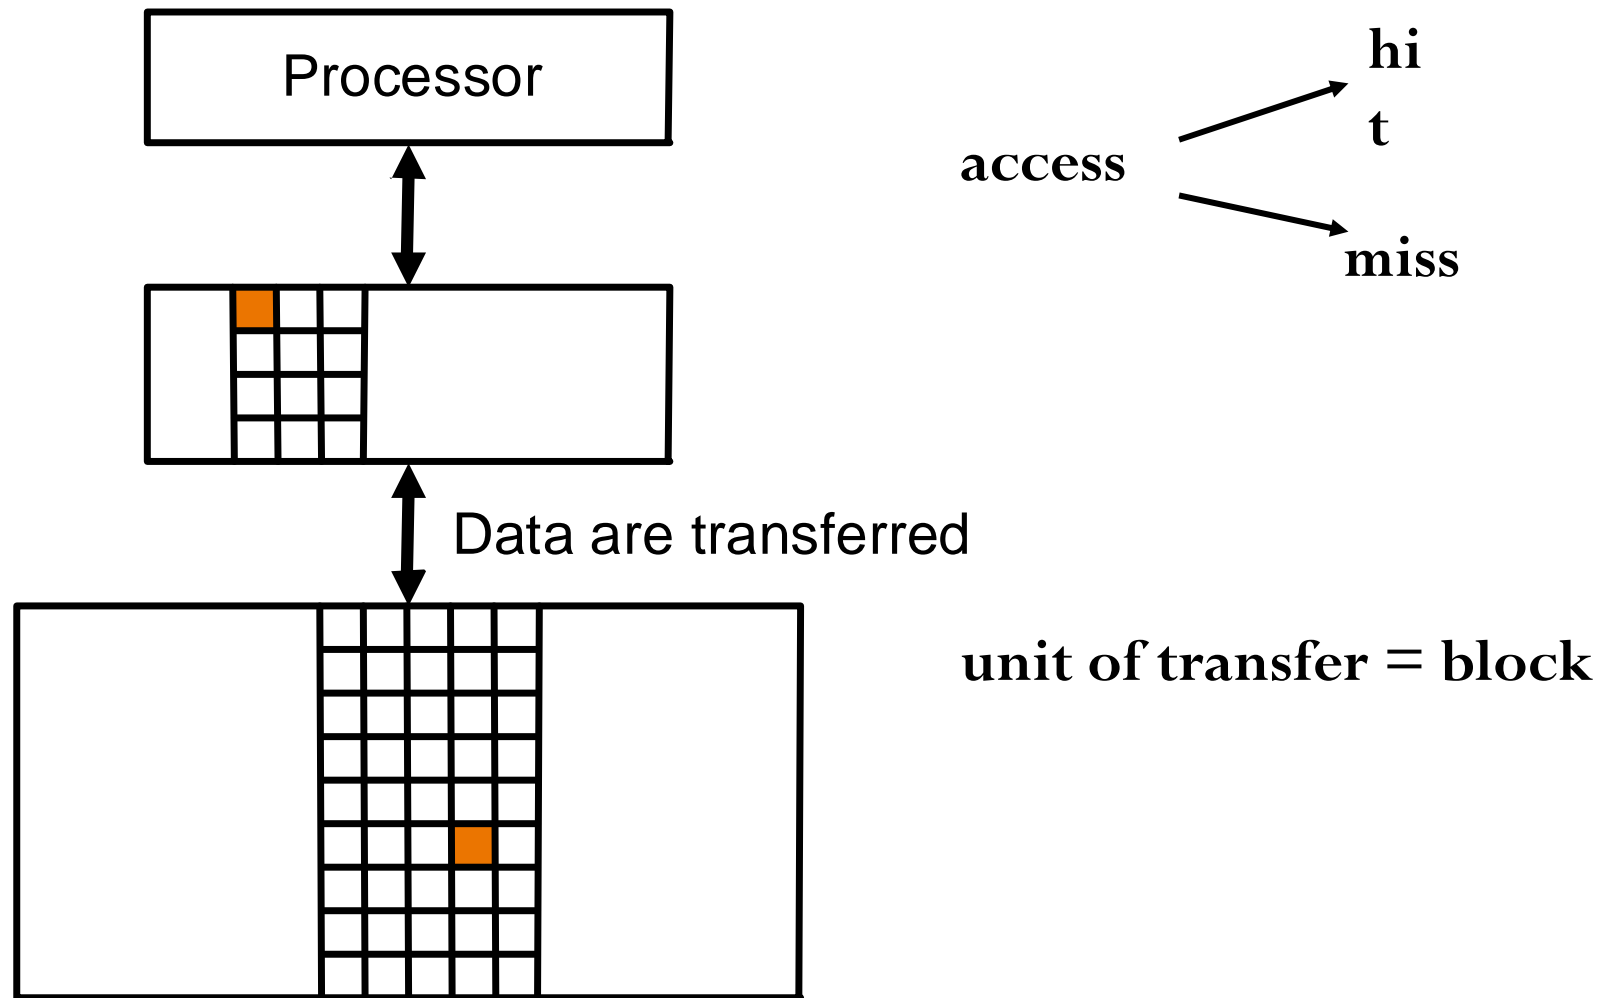 Processor
hi
t
access
miss
Data are transferred
unit of transfer = block